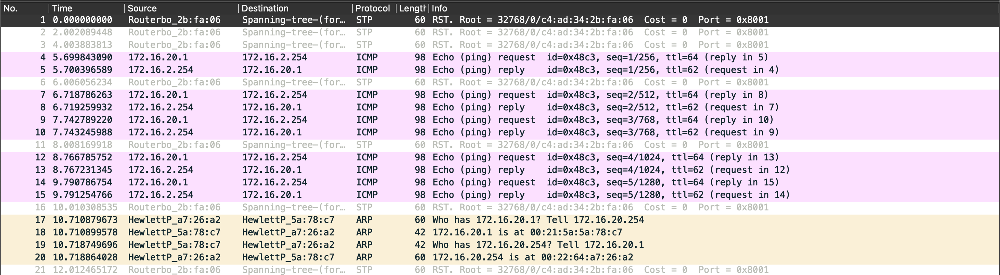 No. Time Source Destination Protocol Length Info
1 0.000000000 Routerbo_2b:fa:06 Spanning-tree-(for… STP 60 RST. Root = 32768/0/c4:ad:34:2b:fa:06 Cost = 0 Port = 0x8001
2 2.002089448 Routerbo_2b:fa:06 Spanning-tree-(for… STP 60 RST. Root = 32768/0/c4:ad:34:2b:fa:06 Cost = 0 Port = 0x8001
3 4.003883813 Routerbo_2b:fa:06 Spanning-tree-(for… STP 60 RST. Root = 32768/0/c4:ad:34:2b:fa:06 Cost = 0 Port = 0x8001
4 5.699843090 172.16.20.1 172.16.2.254 ICMP 98 Echo (ping) request id=0x48c3, seq=1/256, ttl=64 (reply in 5)
5 5.700396589 172.16.2.254 172.16.20.1 ICMP 98 Echo (ping) reply id=0x48c3, seq=1/256, ttl=62 (request in 4)
6 6.006056234 Routerbo_2b:fa:06 Spanning-tree-(for… STP 60 RST. Root = 32768/0/c4:ad:34:2b:fa:06 Cost = 0 Port = 0x8001
7 6.718786263 172.16.20.1 172.16.2.254 ICMP 98 Echo (ping) request id=0x48c3, seq=2/512, ttl=64 (reply in 8)
8 6.719259932 172.16.2.254 172.16.20.1 ICMP 98 Echo (ping) reply id=0x48c3, seq=2/512, ttl=62 (request in 7)
9 7.742789220 172.16.20.1 172.16.2.254 ICMP 98 Echo (ping) request id=0x48c3, seq=3/768, ttl=64 (reply in 10)
10 7.743245988 172.16.2.254 172.16.20.1 ICMP 98 Echo (ping) reply id=0x48c3, seq=3/768, ttl=62 (request in 9)
11 8.008169918 Routerbo_2b:fa:06 Spanning-tree-(for… STP 60 RST. Root = 32768/0/c4:ad:34:2b:fa:06 Cost = 0 Port = 0x8001
12 8.766785752 172.16.20.1 172.16.2.254 ICMP 98 Echo (ping) request id=0x48c3, seq=4/1024, ttl=64 (reply in 13)
13 8.767231345 172.16.2.254 172.16.20.1 ICMP 98 Echo (ping) reply id=0x48c3, seq=4/1024, ttl=62 (request in 12)
14 9.790786754 172.16.20.1 172.16.2.254 ICMP 98 Echo (ping) request id=0x48c3, seq=5/1280, ttl=64 (reply in 15)
15 9.791254766 172.16.2.254 172.16.20.1 ICMP 98 Echo (ping) reply id=0x48c3, seq=5/1280, ttl=62 (request in 14)
16 10.010308535 Routerbo_2b:fa:06 Spanning-tree-(for… STP 60 RST. Root = 32768/0/c4:ad:34:2b:fa:06 Cost = 0 Port = 0x8001
17 10.710879673 HewlettP_a7:26:a2 HewlettP_5a:78:c7 ARP 60 Who has 172.16.20.1? Tell 172.16.20.254
18 10.710899578 HewlettP_5a:78:c7 HewlettP_a7:26:a2 ARP 42 172.16.20.1 is at 00:21:5a:5a:78:c7
19 10.718749696 HewlettP_5a:78:c7 HewlettP_a7:26:a2 ARP 42 Who has 172.16.20.254? Tell 172.16.20.1
20 10.718864028 HewlettP_a7:26:a2 HewlettP_5a:78:c7 ARP 60 172.16.20.254 is at 00:22:64:a7:26:a2
21 12.012465172 Routerbo_2b:fa:06 Spanning-tree-(for… STP 60 RST. Root = 32768/0/c4:ad:34:2b:fa:06 Cost = 0 Port = 0x8001